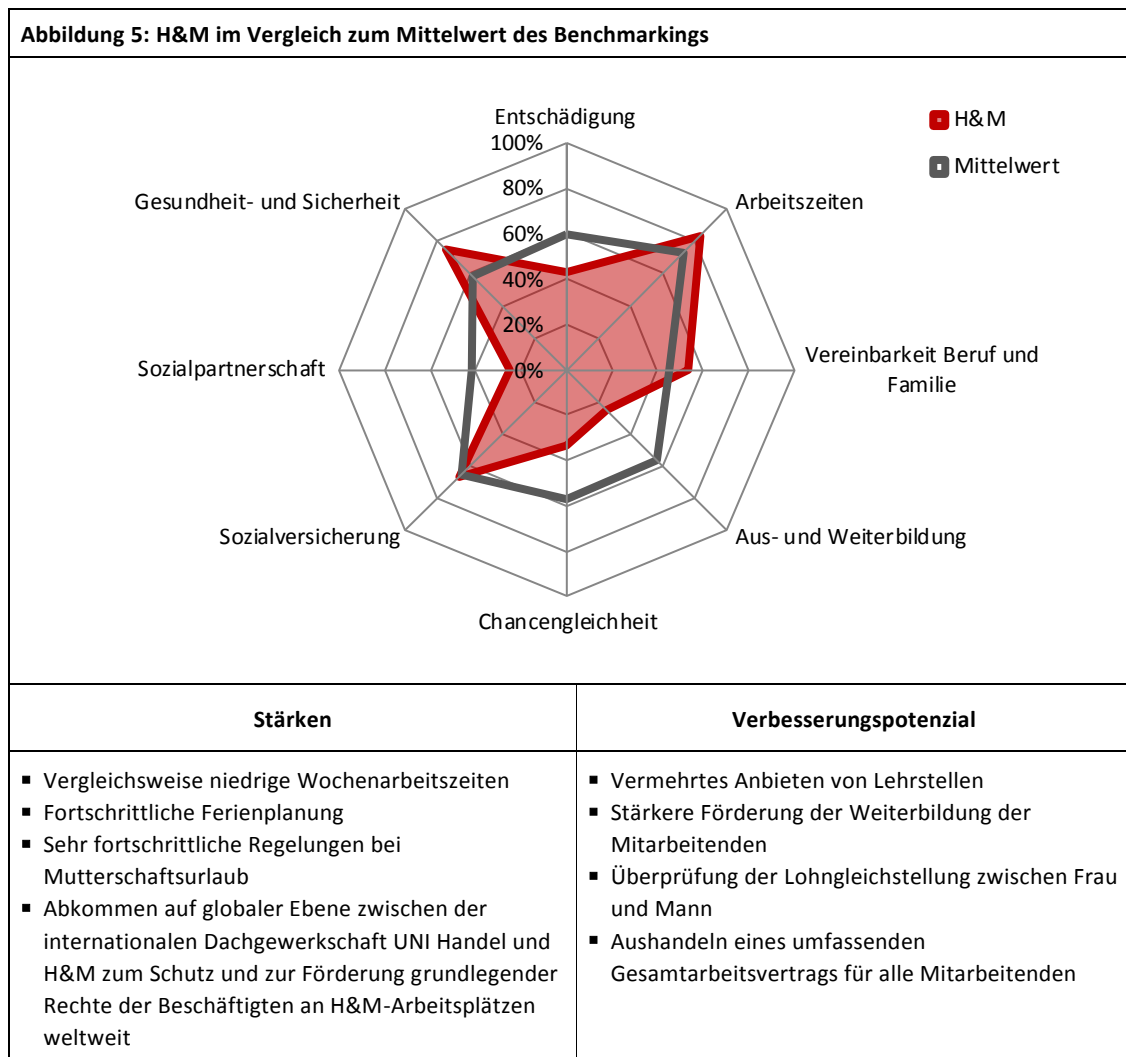 Abbildung 5: H&M im Vergleich zum Mittelwert des Benchmarkings
Entschädigung
H&M
Mittelwert
100%
80%
60%
40%
20%
0%
Gesundheit- und Sicherheit
Arbeitszeiten
Sozialpartnerschaft
Vereinbarkeit Beruf und
Familie
Sozialversicherung
Aus- und Weiterbildung
Chancengleichheit
Stärken
▪ Vergleichsweise niedrige Wochenarbeitszeiten
▪ Fortschrittliche Ferienplanung
▪ Sehr fortschrittliche Regelungen bei
Mutterschaftsurlaub
▪ Abkommen auf globaler Ebene zwischen der
internationalen Dachgewerkschaft UNI Handel und
H&M zum Schutz und zur Förderung grundlegender
Rechte der Beschäftigten an H&M-Arbeitsplätzen
weltweit
Verbesserungspotenzial
▪ Vermehrtes Anbieten von Lehrstellen
▪ Stärkere Förderung der Weiterbildung der
Mitarbeitenden
▪ Überprüfung der Lohngleichstellung zwischen Frau
und Mann
▪ Aushandeln eines umfassenden
Gesamtarbeitsvertrags für alle Mitarbeitenden